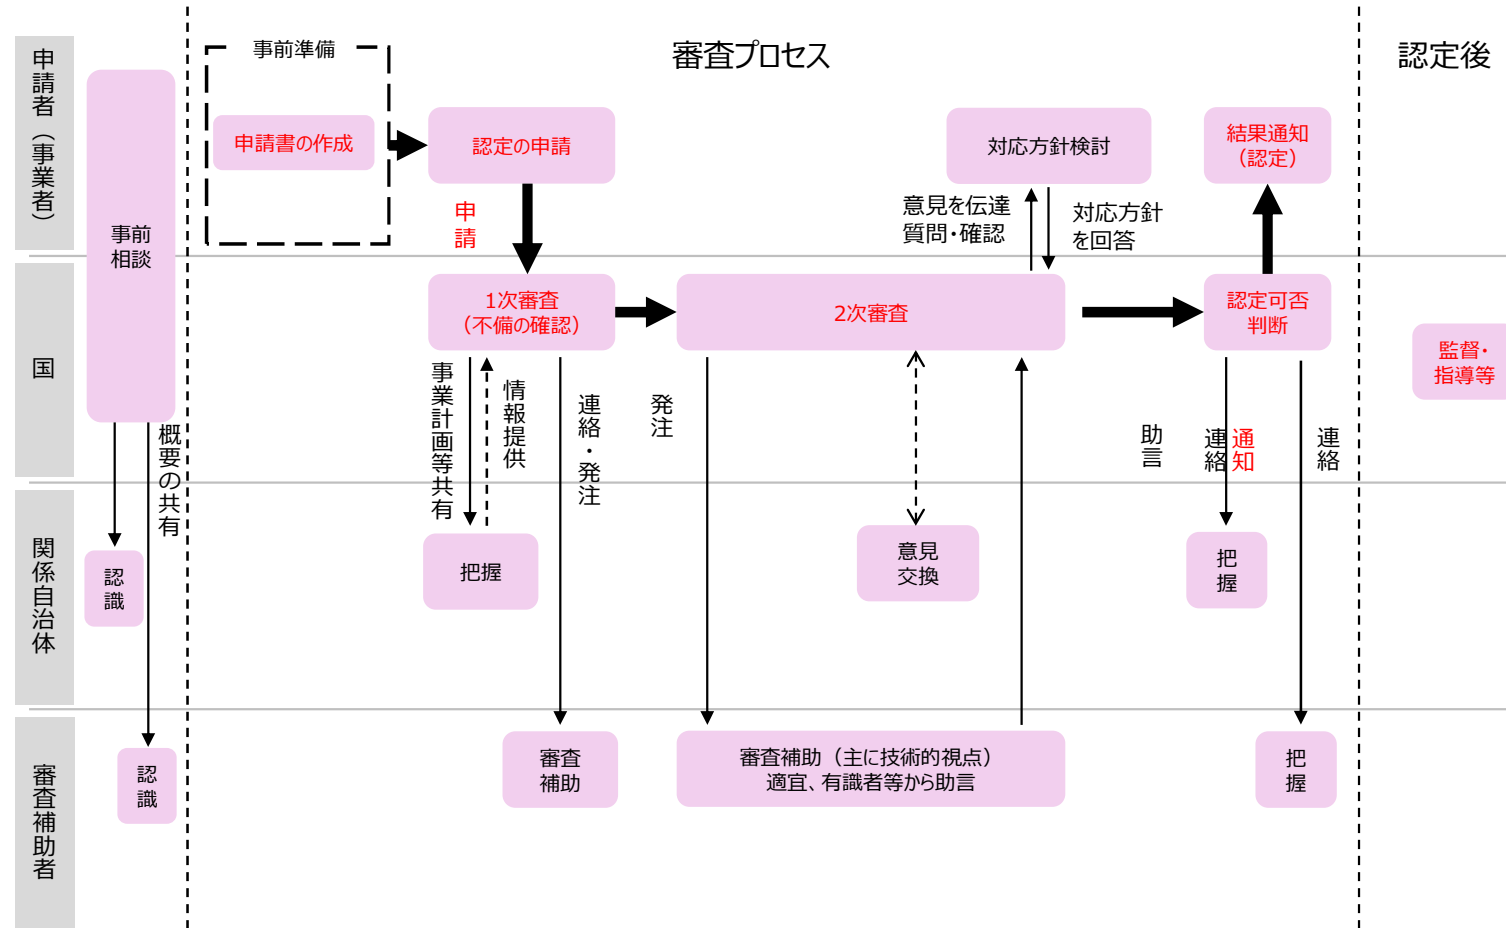 審査プロセス
認定後
申請者（事業者）
国
関係自治体
審査補助者
事前
相談
概要の共有
認識
認識
事前準備
申請書の作成
認定の申請
申請
1次審査
（不備の確認）
事業計画等共有
情報提供
連絡・発注
把握
審査
補助
2次審査
発注
意見
交換
審査補助（主に技術的視点）
適宜、有識者等から助言
対応方針検討
意見を伝達
質問・確認
対応方針
を回答
結果通知
（認定）
認定可否
判断
助言
連絡
通知
連絡
把握
把握
監督・
指導等